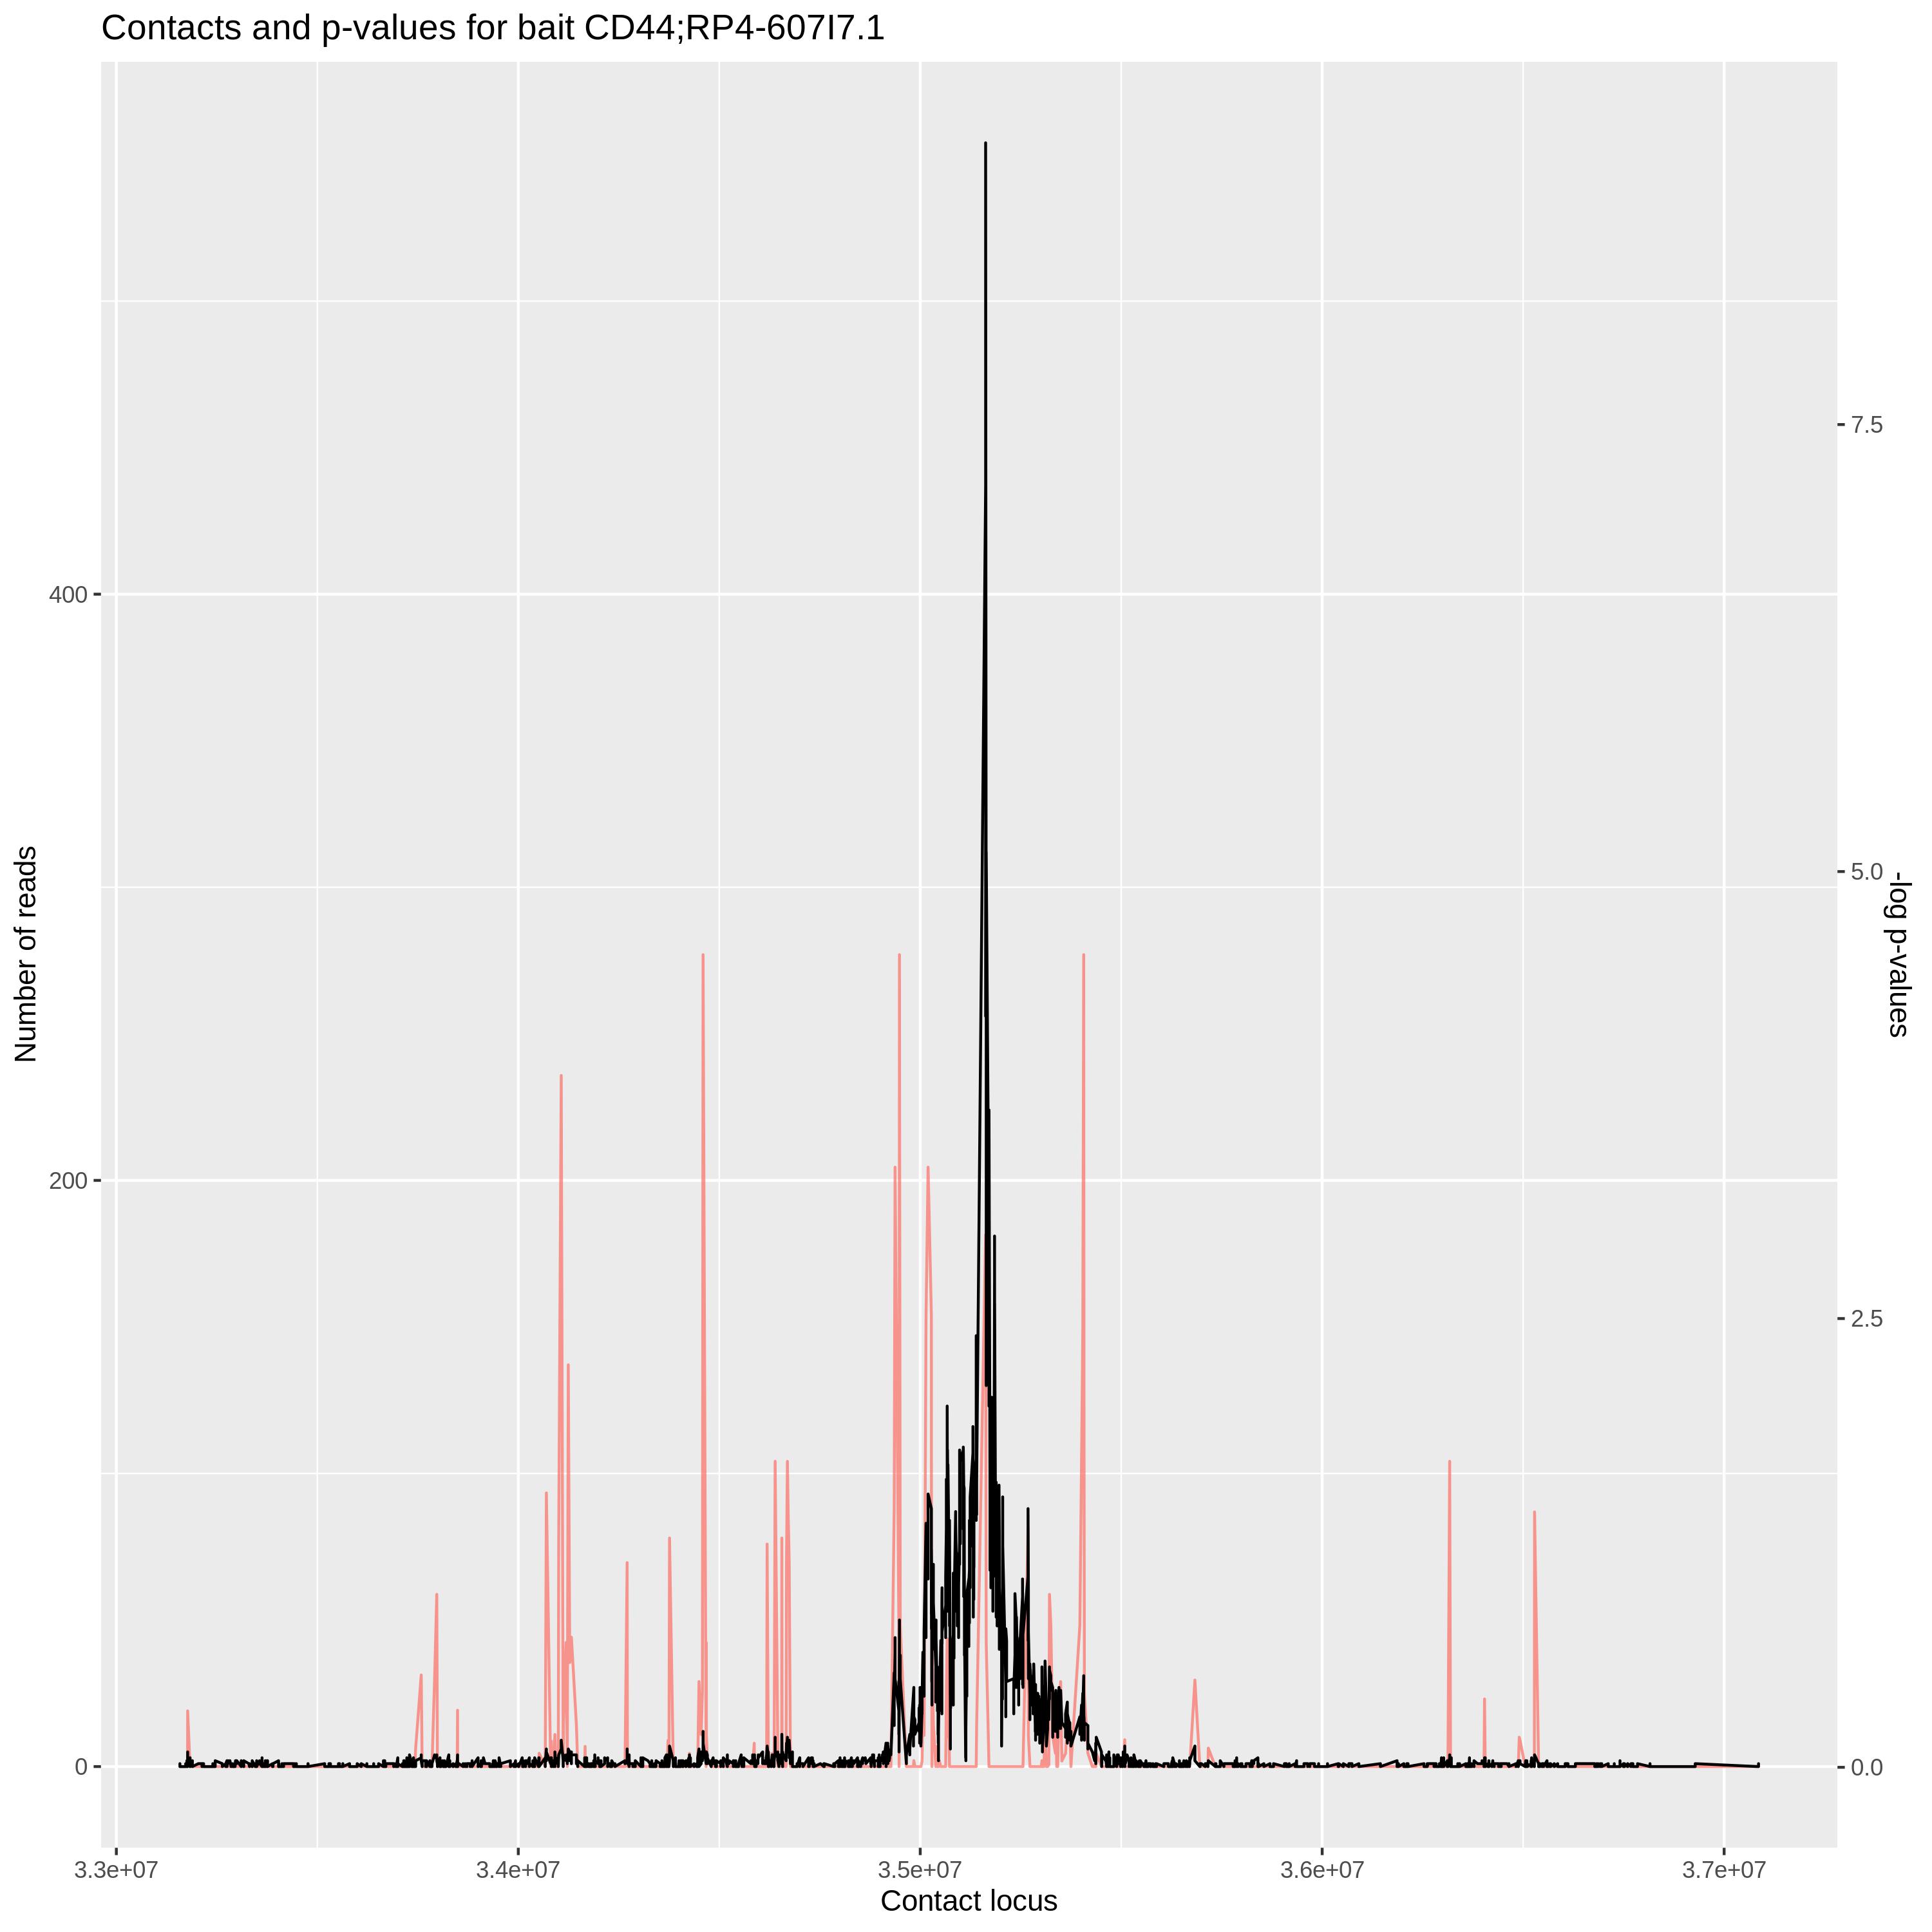 Contacts and p-values for bait CD44;RP4-607I7.1
Number of reads
400
200
0
7.5
5.0
2.5
0.0
-log p-values
3.3e+07
3.4e+07
3.5e+07
3.6e+07
3.7e+07
Contact locus